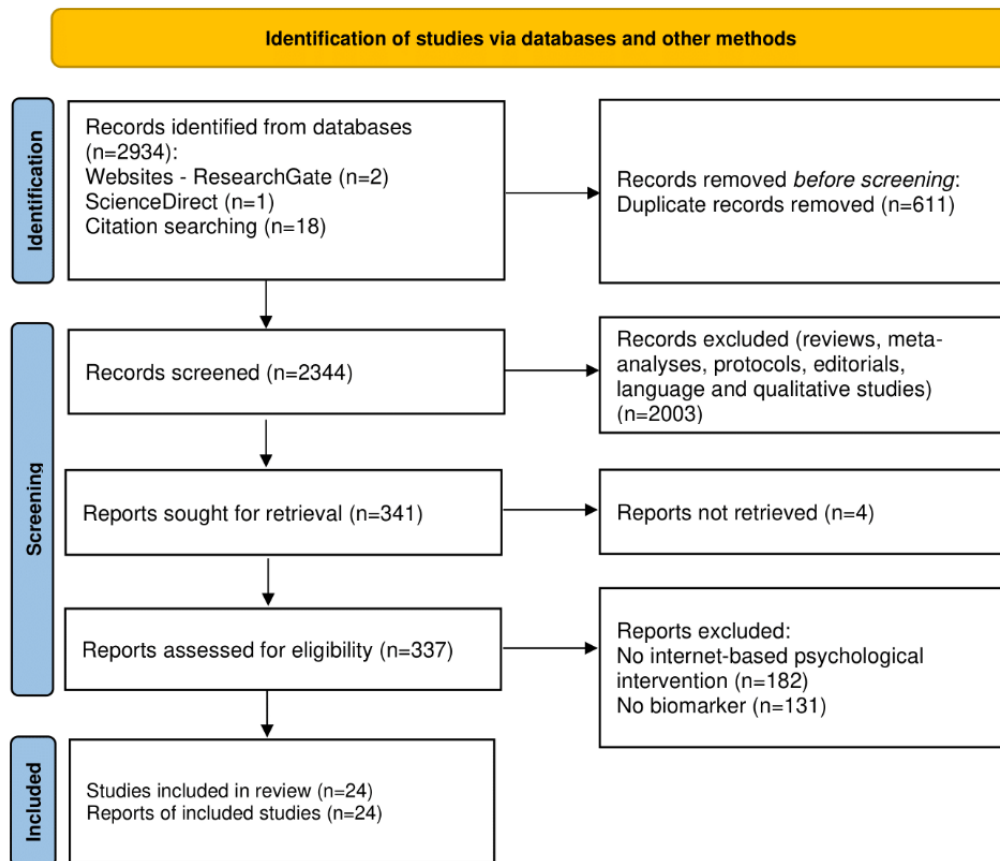 Identification of studies via databases and other methods
Identification
Records identified from databases
(n=2934):
Websites - ResearchGate (n=2)
ScienceDirect (n=1)
Citation searching (n=18)
Records removed before screening:
Duplicate records removed (n=611)
Screening
Records screened (n=2344)
Records excluded (reviews, meta-
analyses, protocols, editorials,
language and qualitative studies)
(n=2003)
Reports sought for retrieval (n=341)
Reports not retrieved (n=4)
Reports assessed for eligibility (n=337)
Reports excluded:
No internet-based psychological
intervention (n=182)
No biomarker (n=131)
Included
Studies included in review (n=24)
Reports of included studies (n=24)